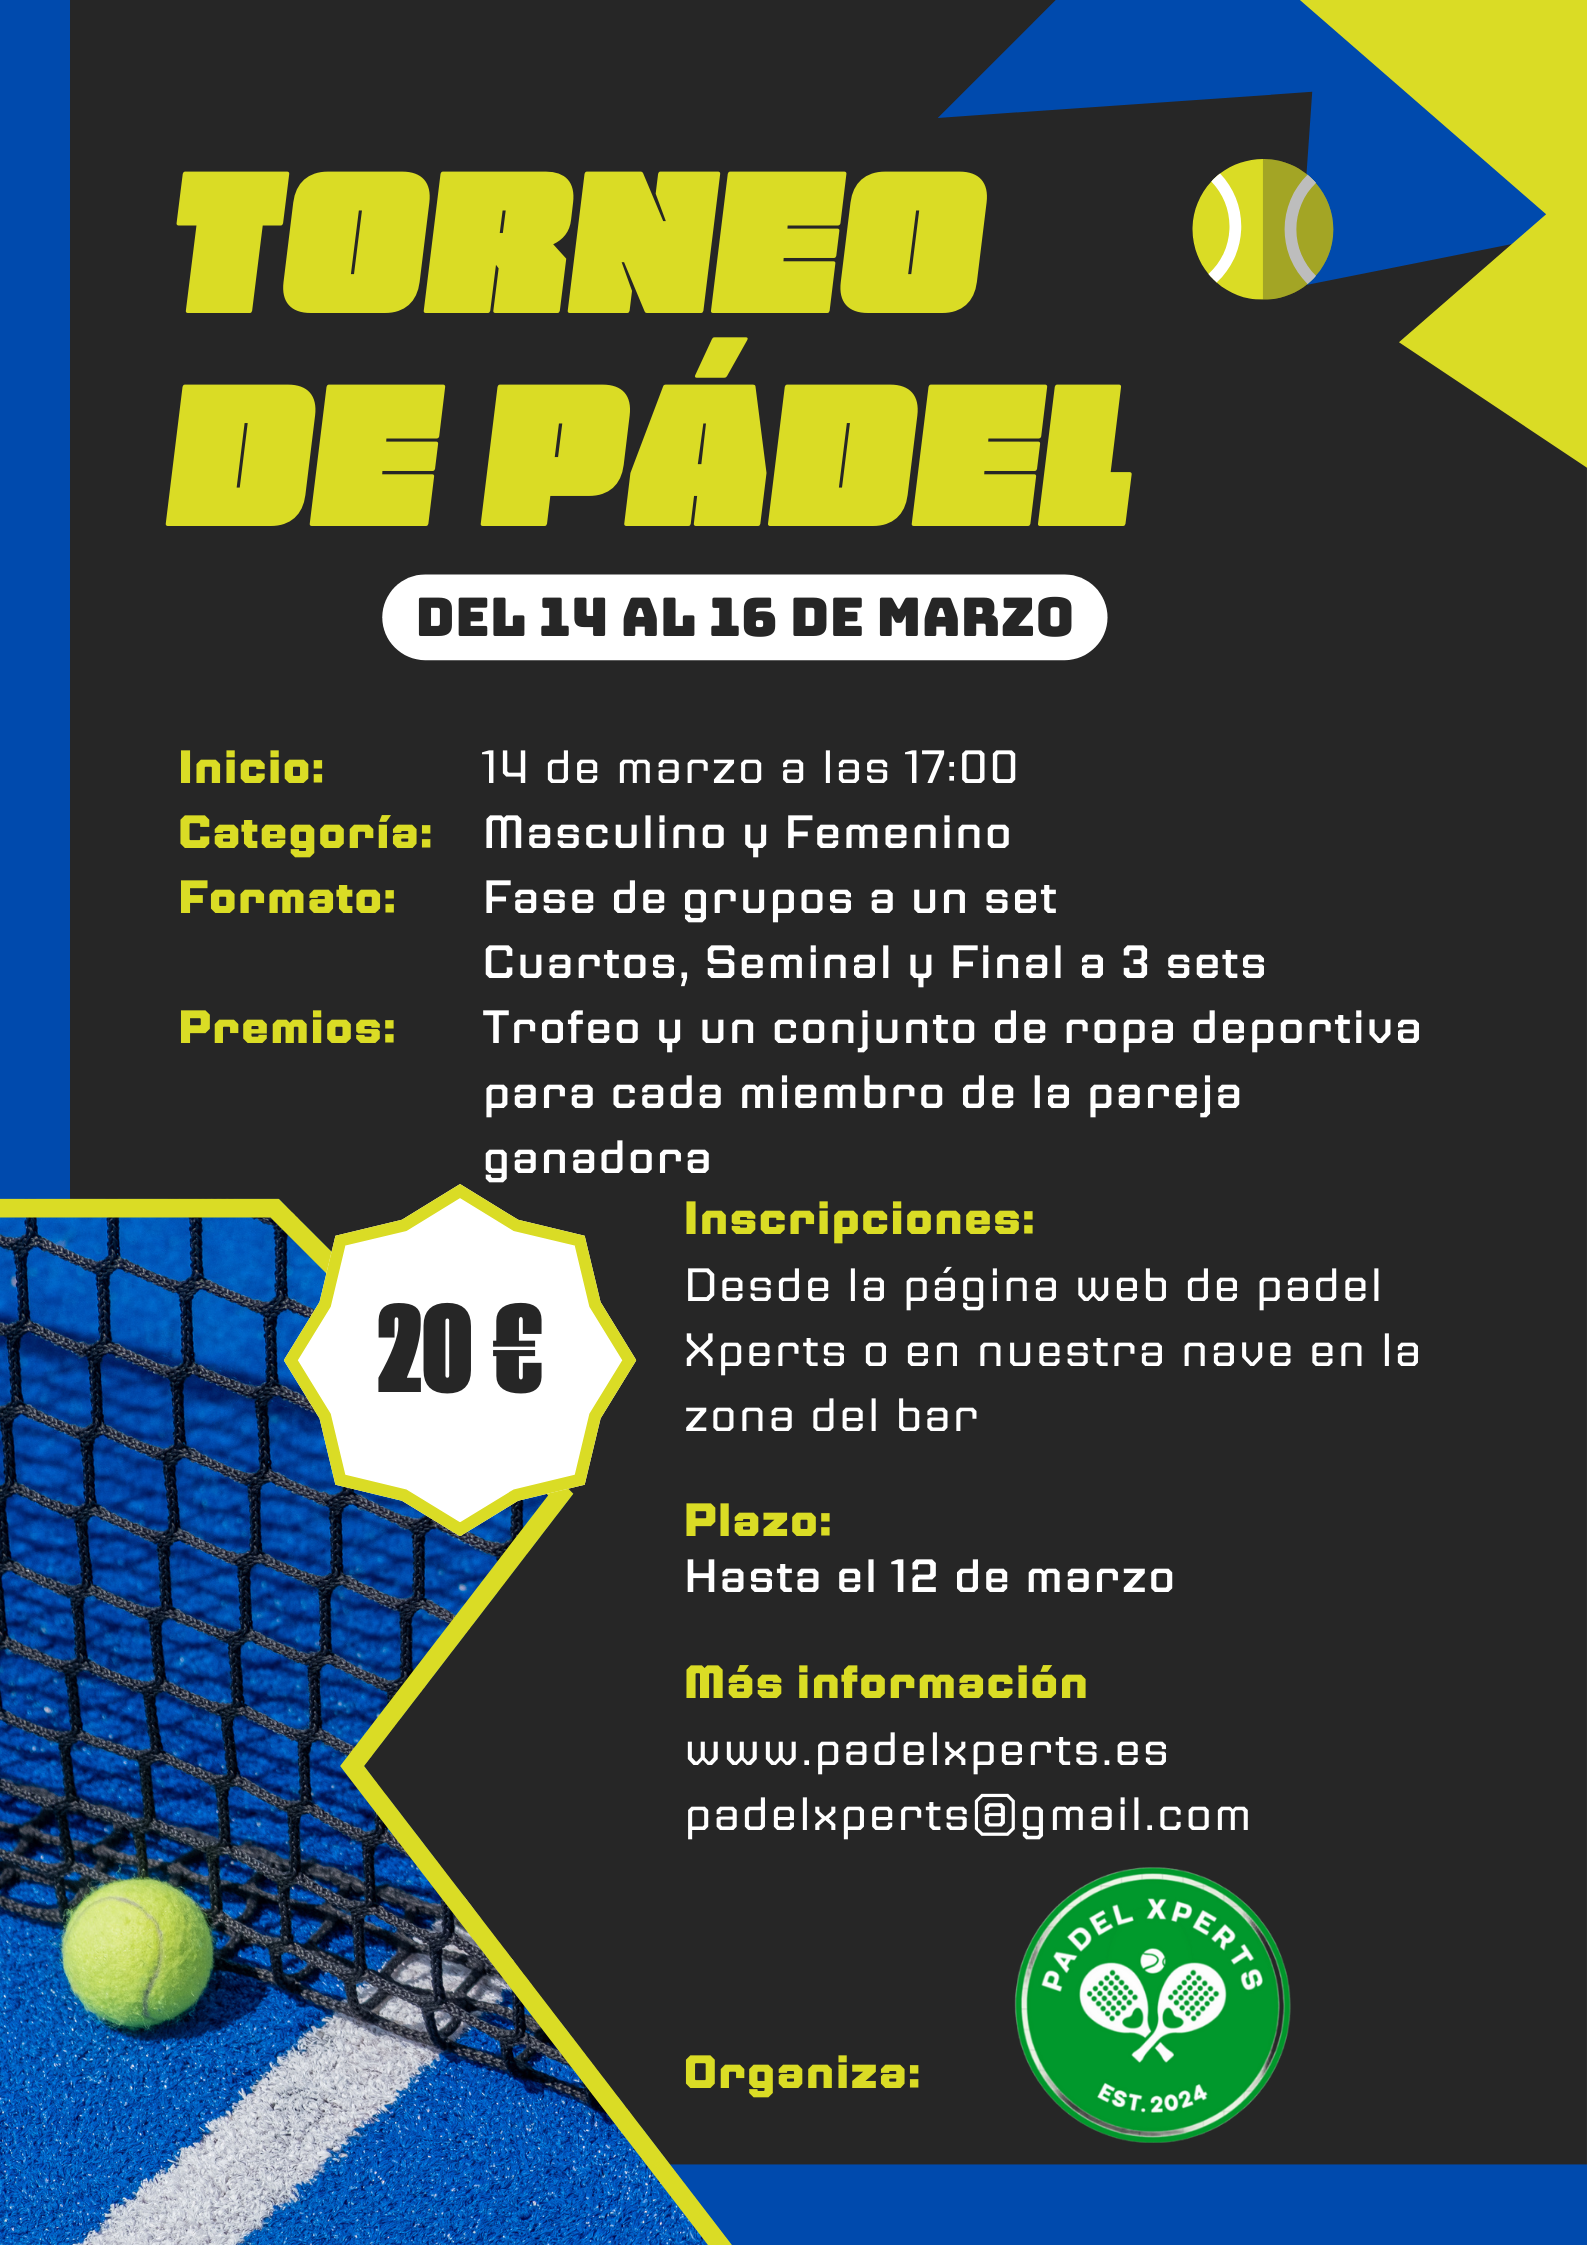 TORNEO
DE PÁDEL
DEL 14 AL 16 DE MARZO
Inicio: 14 de marzo a las 17:00
Categoría: Masculino y Femenino
Formato: Fase de grupos a un set
Cuartos, Seminal y Final a 3 sets
Premios: Trofeo y un conjunto de ropa deportiva
para cada miembro de la pareja
ganadora
20 €
Inscripciones:
Desde la página web de padel
Xperts o en nuestra nave en la
zona del bar
Plazo:
Hasta el 12 de marzo
Más información
www.padelxperts.es
padelxperts@gmail.com
Organiza:
PADEL XPERTS
EST. 2024